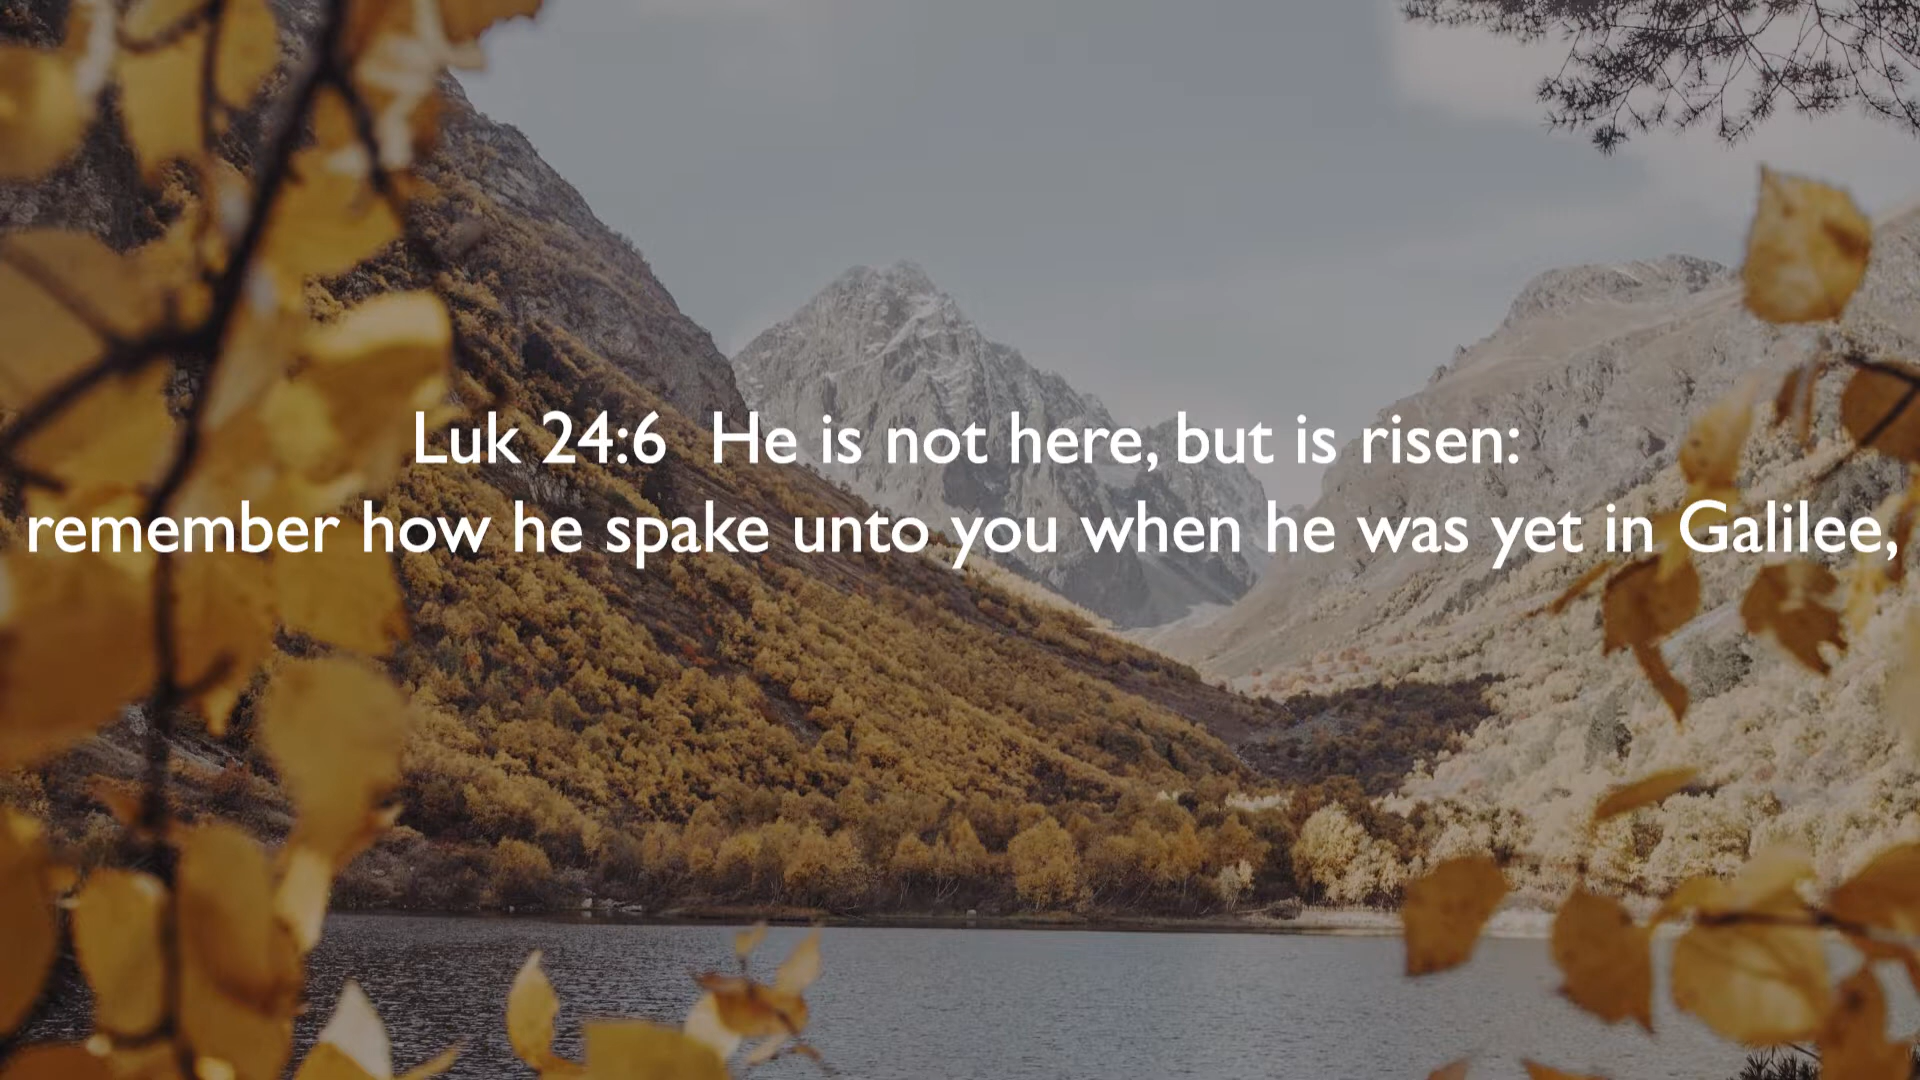 Luk 24:6  He is not here, but is risen:
remember how he spake unto you when he was yet in Galilee,